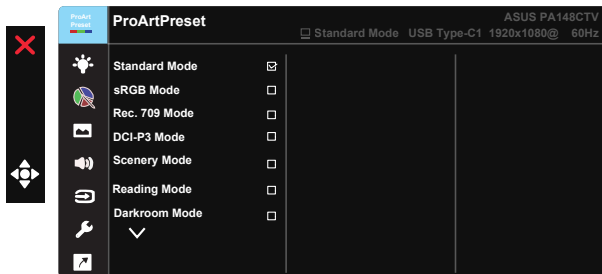 ProArt
Preset
ProArtPreset
ASUS PA148CTV
Standard Mode USB Type-C1 1920x1080@ 60Hz
Standard Mode
sRGB Mode
Rec. 709 Mode
DCI-P3 Mode
Scenery Mode
Reading Mode
Darkroom Mode